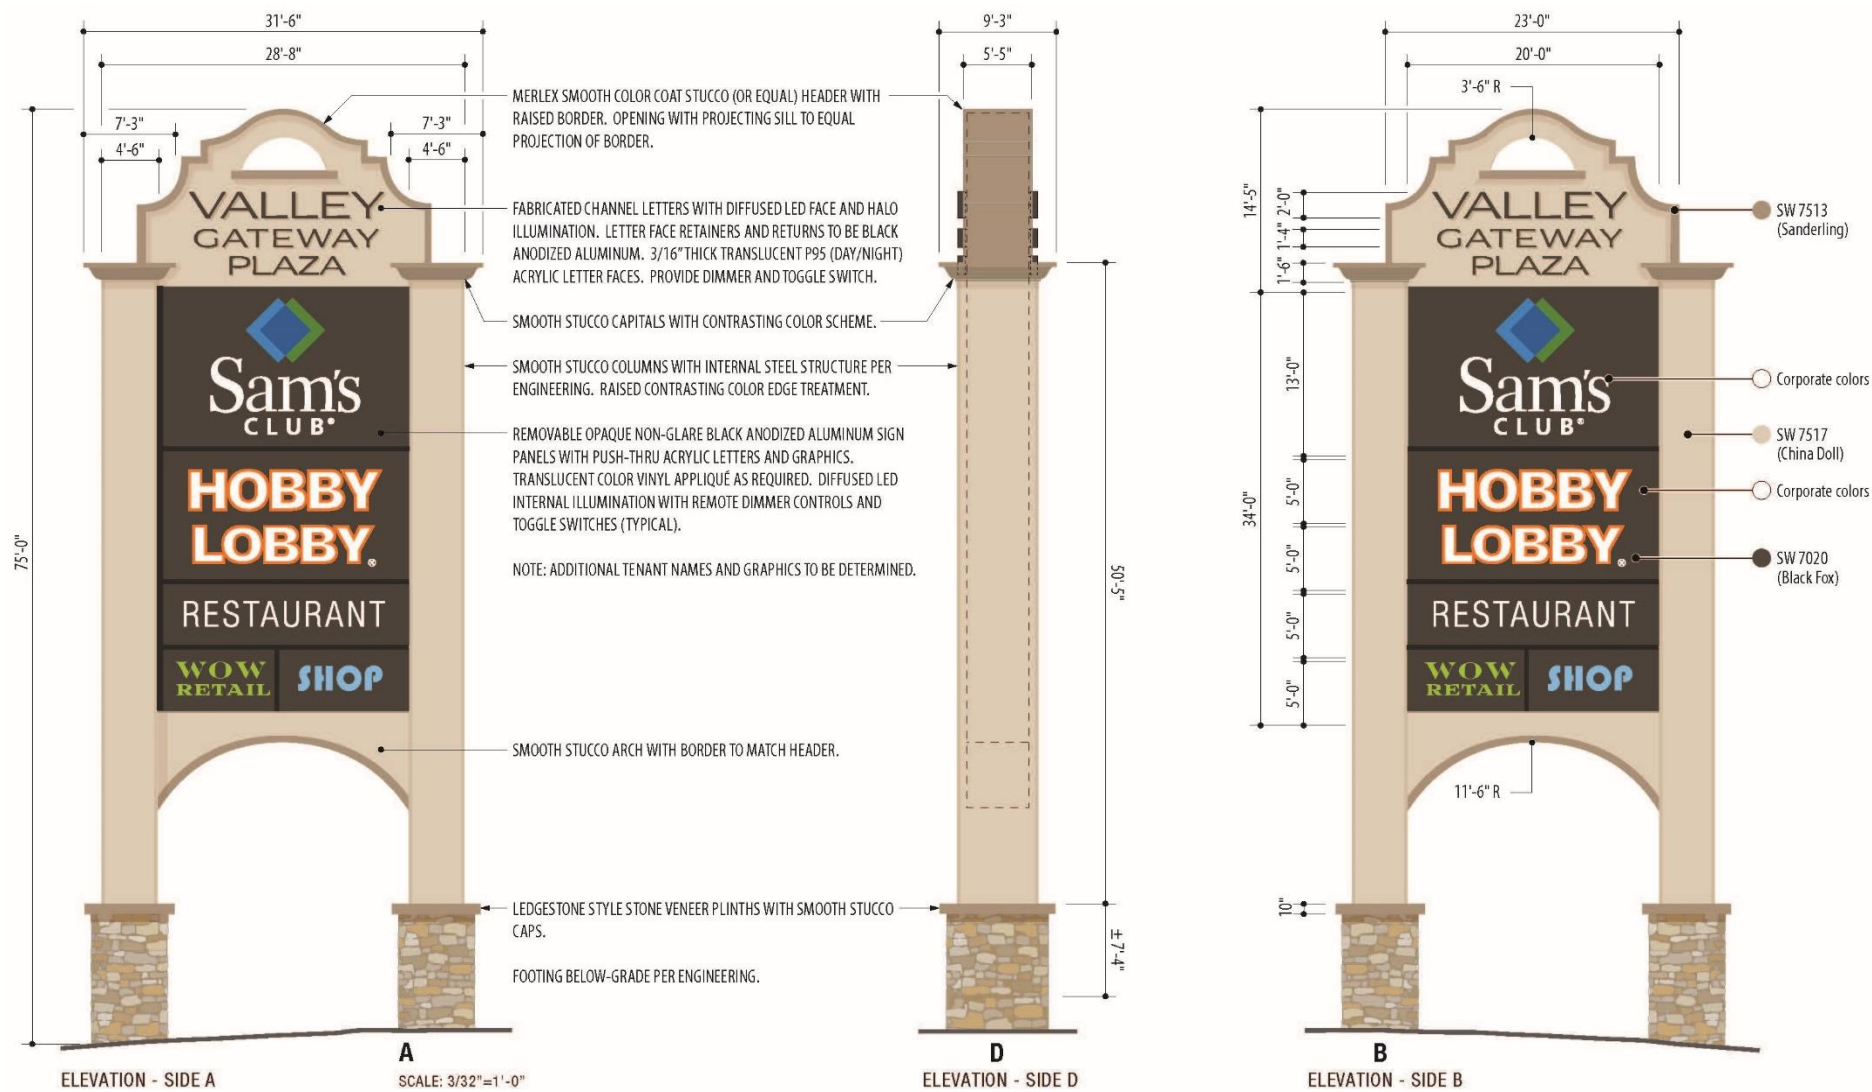 31'-6"
28'-8"
7'-3"
7'-3"
4'-6"
4'-6"
75'-0"
VALLEY
GATEWAY
PLAZA
Sam's
CLUB®
HOBBY
LOBBY®
RESTAURANT
WOW
RETAIL
SHOP
A
ELEVATION - SIDE A
SCALE: 3/32"=1'-0"
MERLEX SMOOTH COLOR COAT STUCCO (OR EQUAL) HEADER WITH
RAISED BORDER. OPENING WITH PROJECTING SILL TO EQUAL
PROJECTION OF BORDER.
FABRICATED CHANNEL LETTERS WITH DIFFUSED LED FACE AND HALO
ILLUMINATION. LETTER FACE RETAINERS AND RETURNS TO BE BLACK
ANODIZED ALUMINUM. 3/16" THICK TRANSLUCENT P95 (DAY/NIGHT)
ACRYLIC LETTER FACES. PROVIDE DIMMER AND TOGGLE SWITCH.
SMOOTH STUCCO CAPITALS WITH CONTRASTING COLOR SCHEME.
SMOOTH STUCCO COLUMNS WITH INTERNAL STEEL STRUCTURE PER
ENGINEERING. RAISED CONTRASTING COLOR EDGE TREATMENT.
REMOVABLE OPAQUE NON-GLARE BLACK ANODIZED ALUMINUM SIGN
PANELS WITH PUSH-THRU ACRYLIC LETTERS AND GRAPHICS.
TRANSLUCENT COLOR VINYL APPLIQUÉ AS REQUIRED. DIFFUSED LED
INTERNAL ILLUMINATION WITH REMOTE DIMMER CONTROLS AND
TOGGLE SWITCHES (TYPICAL).
NOTE: ADDITIONAL TENANT NAMES AND GRAPHICS TO BE DETERMINED.
SMOOTH STUCCO ARCH WITH BORDER TO MATCH HEADER.
LEDGESTONE STYLE STONE VENEER PLINTHS WITH SMOOTH STUCCO
CAPS.
FOOTING BELOW-GRADE PER ENGINEERING.
9'-3"
5'-5"
50'-5"
± 7'-4"
D
ELEVATION - SIDE D
23'-0"
20'-0"
3'-6" R
14'-5"
2'-0"
1'-4"
1'-6"
34'-0"
13'-0"
5'-0"
5'-0"
5'-0"
5'-0"
VALLEY
GATEWAY
PLAZA
Sam's
CLUB®
HOBBY
LOBBY®
RESTAURANT
WOW
RETAIL
SHOP
11'-6" R
10"
SW 7513
(Sanderling)
Corporate colors
SW 7517
(China Doll)
Corporate colors
SW 7020
(Black Fox)
B
ELEVATION - SIDE B